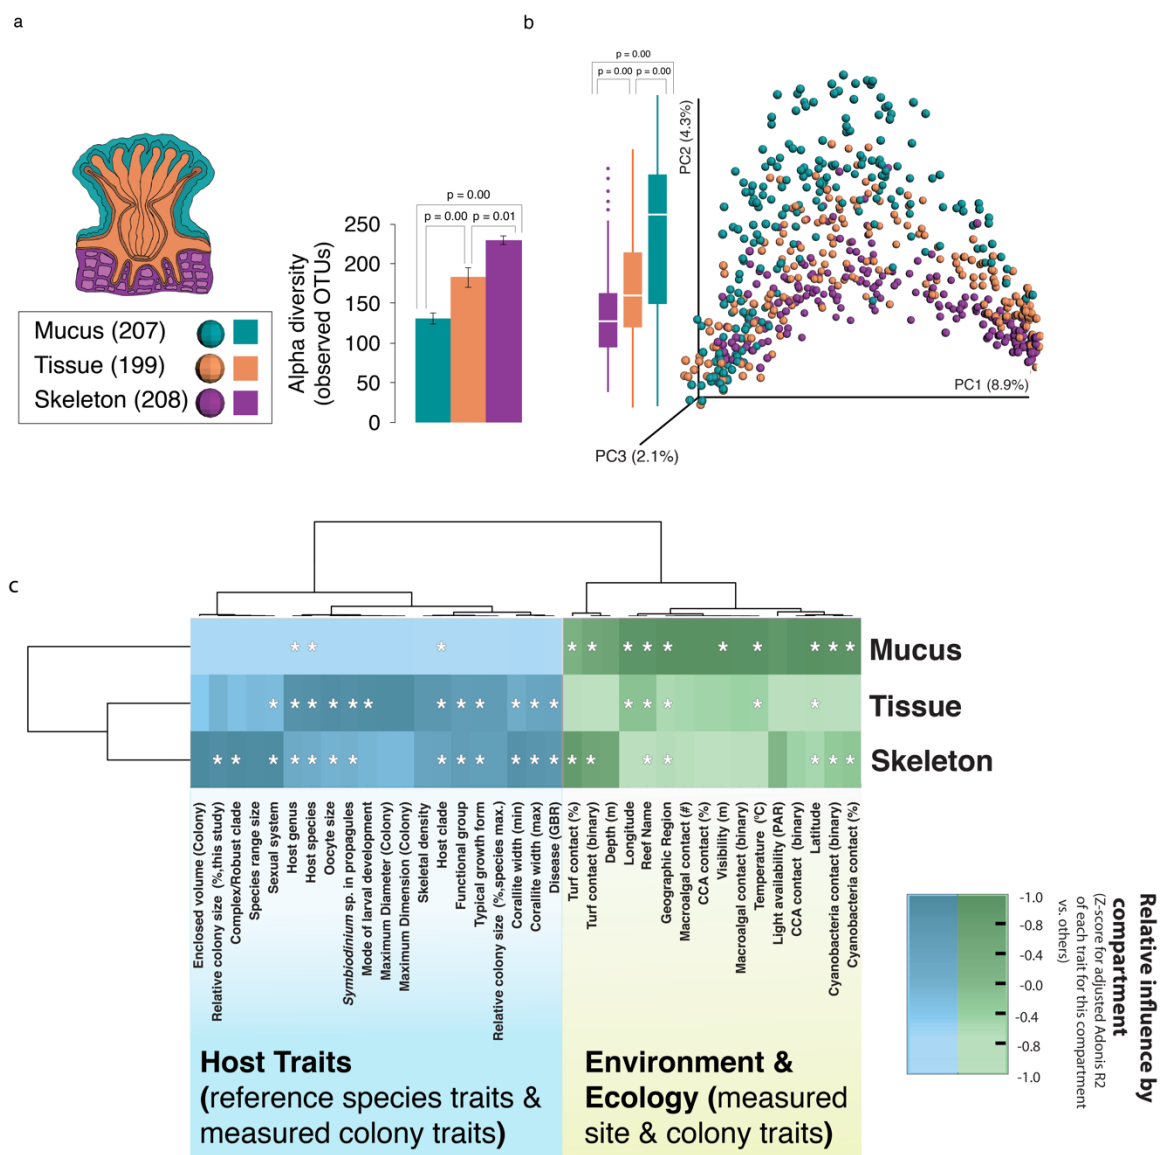 a
b
Mucus (207)
Tissue (199)
Skeleton (208)
Alpha diversity
(observed OTUs)
250
200
150
100
50
0
p = 0.00
p = 0.00
p = 0.01
p = 0.00
p = 0.00
p = 0.00
PC2 (4.3%)
PC1 (8.9%)
PC3 (2.1%)
c
* * * * * * * * * * * * *
Mucus
* * * * * * * * * * * * * * * * * *
Tissue
* * * * * * * * * * * * * * * * * * * * *
Skeleton
Enclosed volume (Colony)
Relative colony size (%,this study)
Complex/Robust clade
Species range size
Sexual system
Host genus
Host species
Oocyte size
Symbiodinium sp. in propagules
Mode of larval development
Maximum Diameter (Colony)
Maximum Dimension (Colony)
Skeletal density
Host clade
Functional group
Typical growth form
Relative colony size (%,species max.)
Corallite width (min)
Corallite width (max)
Disease (GBR)
Turf contact (%)
Turf contact (binary)
Depth (m)
Longitude
Reef Name
Geographic Region
Macroalgal contact (#)
CCA contact (%)
Visibility (m)
Macroalgal contact (binary)
Temperature (ºC)
Light availability (PAR)
CCA contact (binary)
Latitude
Cyanobacteria contact (binary)
Cyanobacteria contact (%)
Host Traits
(reference species traits &
measured colony traits)
Environment &
Ecology (measured
site & colony traits)
-1.0
-0.8
-0.4
-0.0
-0.4
-0.8
-1.0
Relative influence by
compartment
(Z-score for adjusted Adonis R2
of each trait for this compartment
vs. others)